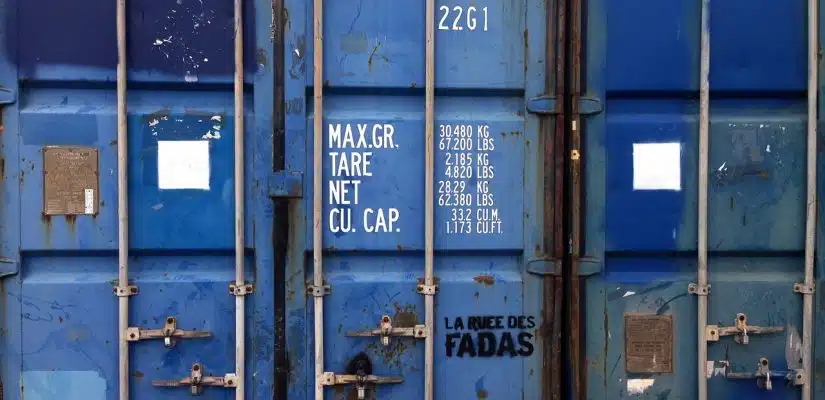 22G1
MAX.GR. 30.480 KG
67.200 LBS
TARE 2.185 KG
4.820 LBS
NET 28.29 KG
62.380 LBS
CU. CAP. 33.2 CU.M.
1.173 CU.FT.
LA RUEE DES
FADAS